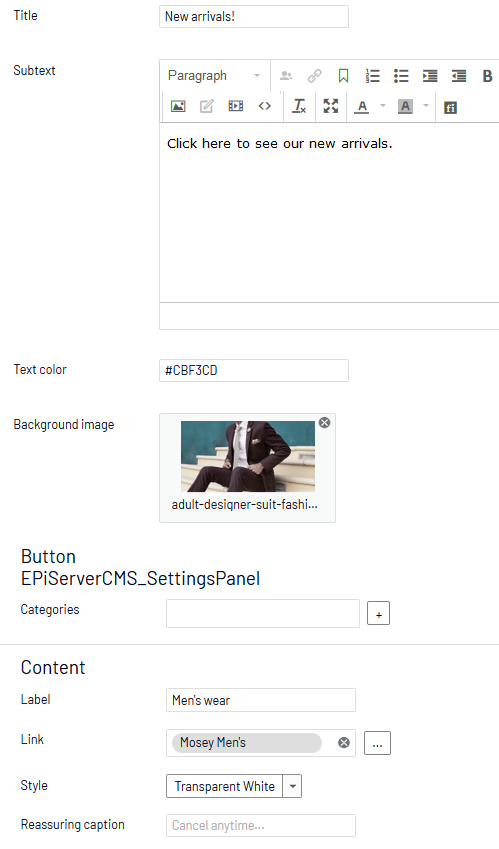 Title
New arrivals!
Subtext
Paragraph
B
A A fi
Click here to see our new arrivals.
Text color
#CBF3CD
Background image
adult-designer-suit-fashi...
Button
EPiServerCMS_SettingsPanel
Categories
+
Content
Label
Men's wear
Link
Mosey Men's
...
Style
Transparent White
Reassuring caption
Cancel anytime...